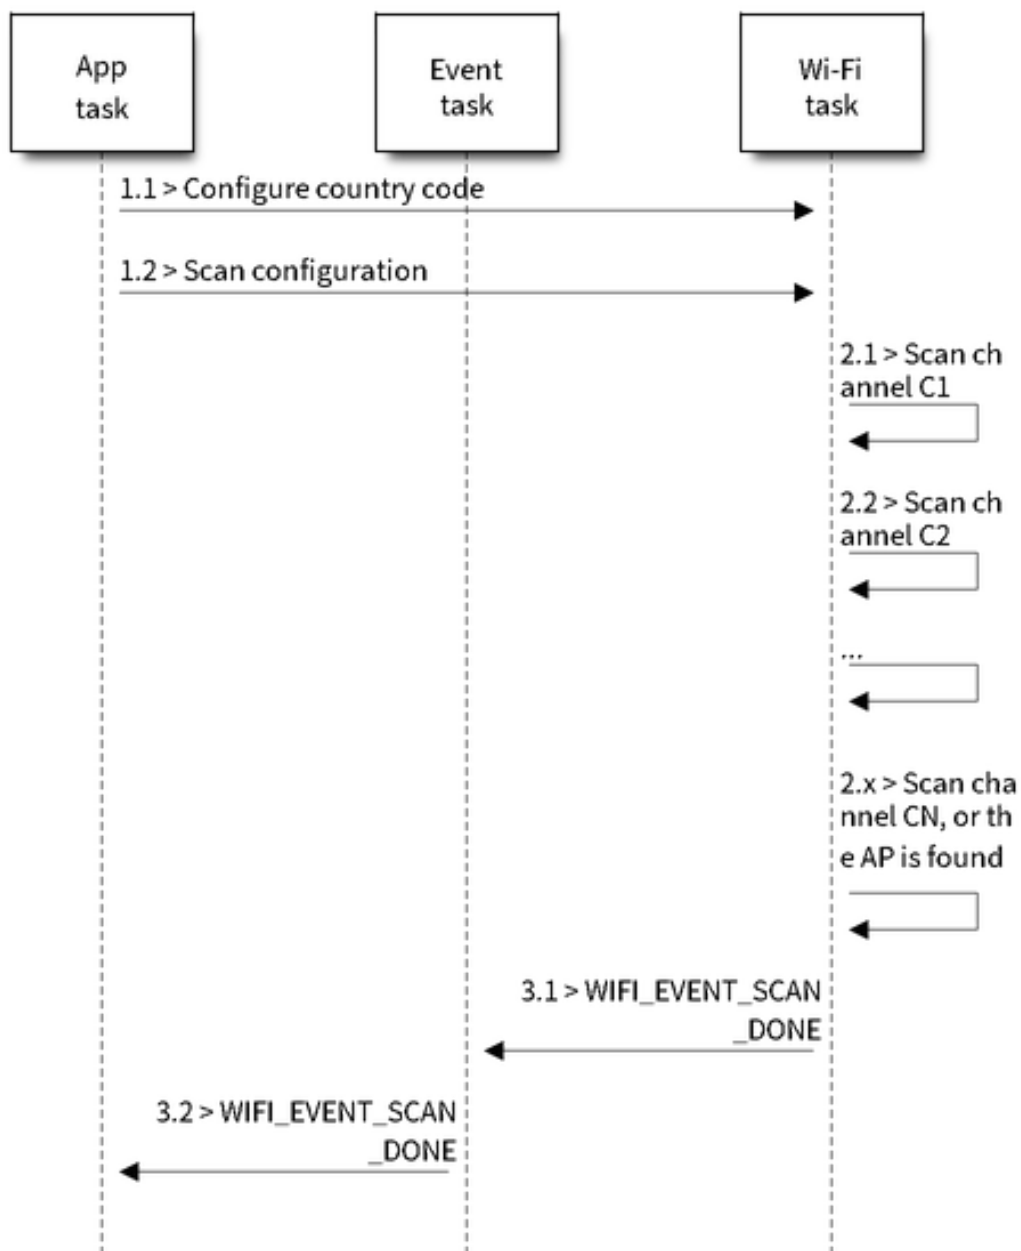 App
task
Event
task
Wi-Fi
task
1.1 > Configure country code
1.2 > Scan configuration
2.1 > Scan ch
annel C1
2.2 > Scan ch
annel C2
...
2.x > Scan cha
nnel CN, or th
e AP is found
3.1 > WIFI_EVENT_SCAN
_DONE
3.2 > WIFI_EVENT_SCAN
_DONE